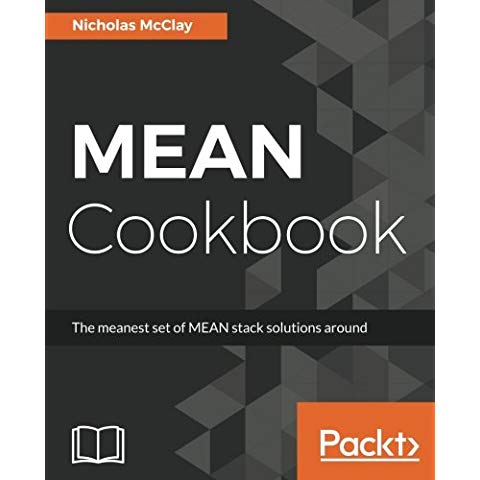 Nicholas McClay
MEAN
Cookbook
The meanest set of MEAN stack solutions around
Packt>